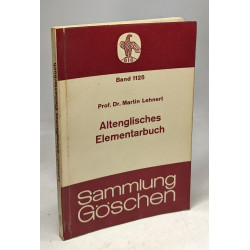 Band 1125
Prof. Dr. Martin Lehnert
Altenglisches
Elementarbuch
Sammlung
Göschen